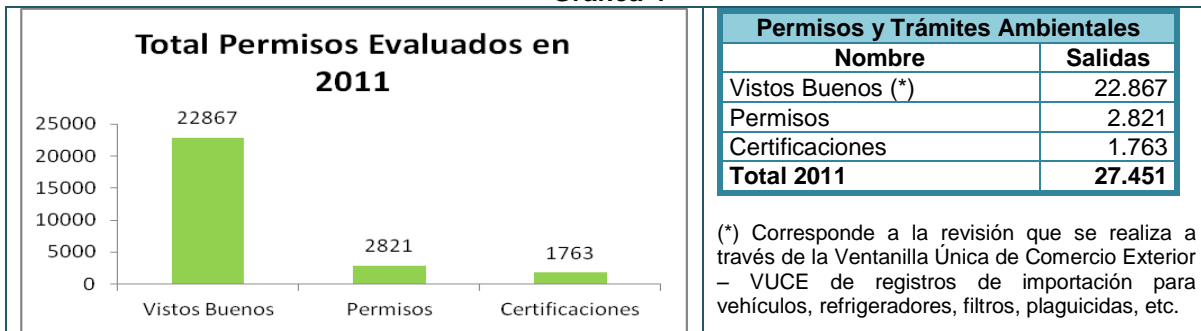 Total Permisos Evaluados en
2011
25000
20000
15000
10000
5000
0
22867
2821
1763
Vistos Buenos
Permisos
Certificaciones
Permisos y Trámites Ambientales
Nombre Salidas
Vistos Buenos (*) 22.867
Permisos 2.821
Certificaciones 1.763
Total 2011 27.451
(*) Corresponde a la revisión que se realiza a
través de la Ventanilla Única de Comercio Exterior
– VUCE de registros de importación para
vehículos, refrigeradores, filtros, plaguicidas, etc.